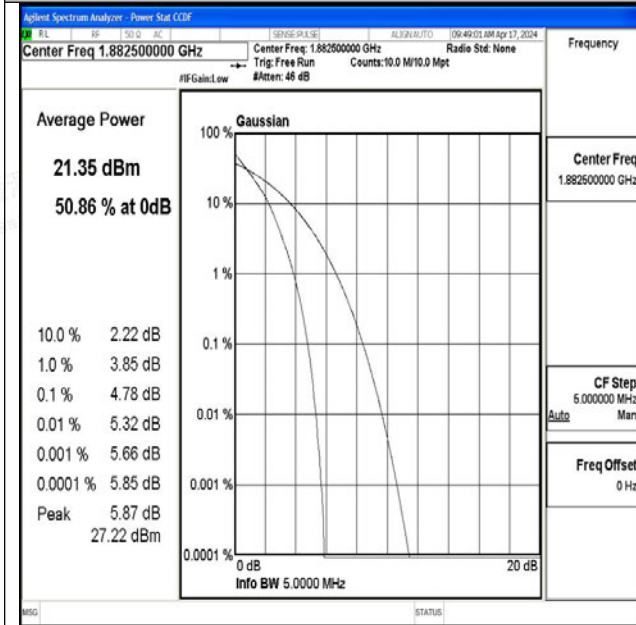 Agilent Spectrum Analyzer - Power Stat CCDF
RL RF 50 Ω AC SENSE:PULSE ALIGNAUTO 09:49:01 AM Apr 17, 2024
Center Freq 1.882500000 GHz
Center Freq: 1.882500000 GHz Radio Std: None
Trig: Free Run Counts:10.0 M/10.0 Mpt
#IFGain:Low #Atten: 46 dB
Frequency
Average Power
21.35 dBm
50.86 % at 0dB
10.0 % 2.22 dB
1.0 % 3.85 dB
0.1 % 4.78 dB
0.01 % 5.32 dB
0.001 % 5.66 dB
0.0001 % 5.85 dB
Peak 5.87 dB
27.22 dBm
Gaussian
100 %
10 %
1 %
0.1 %
0.01 %
0.001 %
0.0001 %
0 dB 20 dB
Info BW 5.0000 MHz
Center Freq
1.882500000 GHz
CF Step
5.000000 MHz
Auto Man
Freq Offset
0 Hz
MSG STATUS